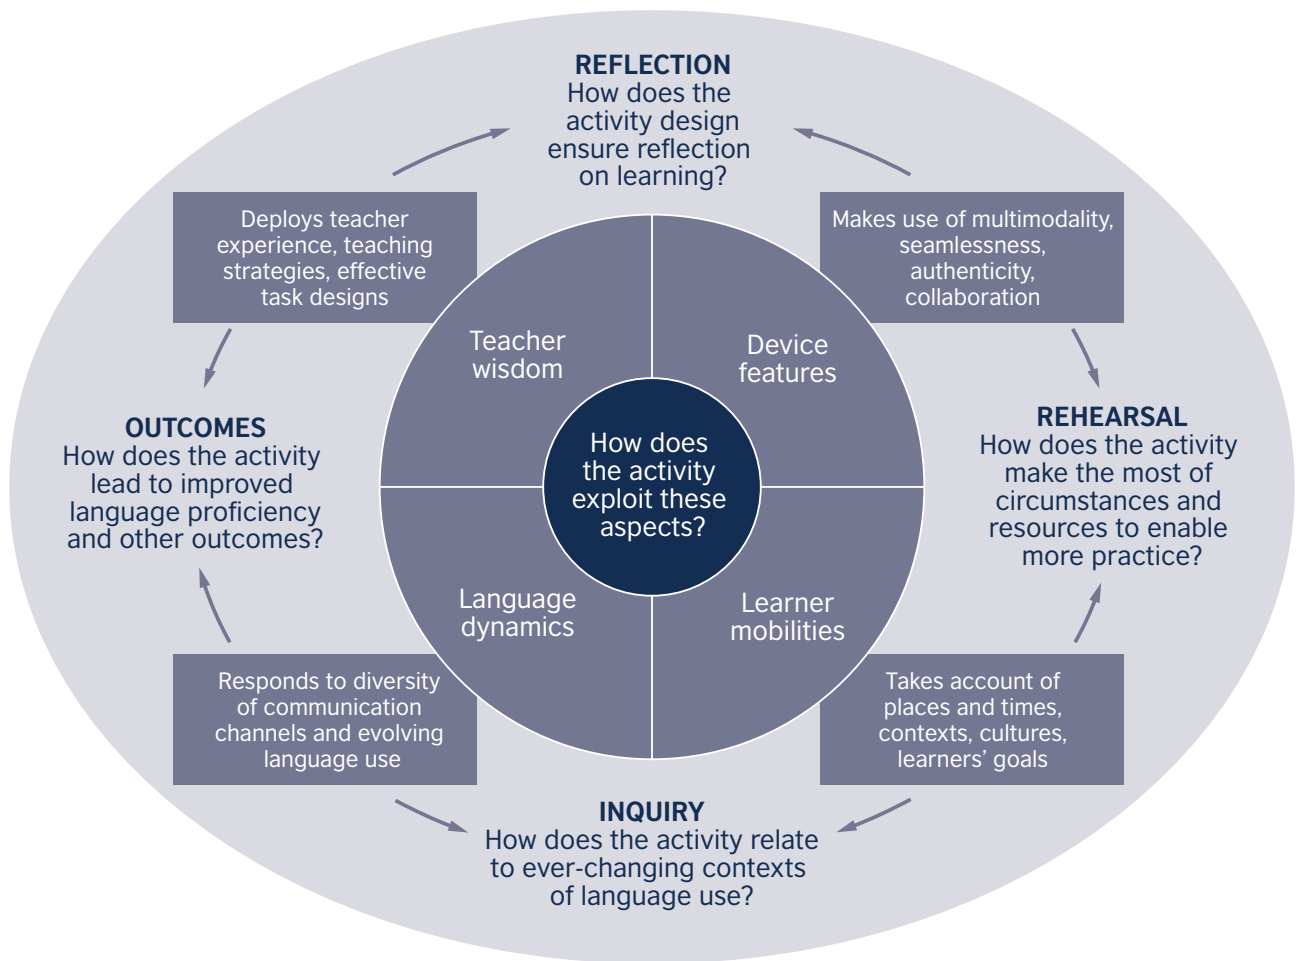 REFLECTION
How does the
activity design
ensure reflection
on learning?
Deploys teacher
experience, teaching
strategies, effective
task designs
Makes use of multimodality,
seamlessness,
authenticity,
collaboration
Teacher
wisdom
Device
features
How does
the activity
exploit these
aspects?
OUTCOMES
How does the activity
lead to improved
language proficiency
and other outcomes?
REHEARSAL
How does the activity
make the most of
circumstances and
resources to enable
more practice?
Language
dynamics
Learner
mobilities
Responds to diversity
of communication
channels and evolving
language use
Takes account of
places and times,
contexts, cultures,
learners’ goals
INQUIRY
How does the activity relate
to ever-changing contexts
of language use?